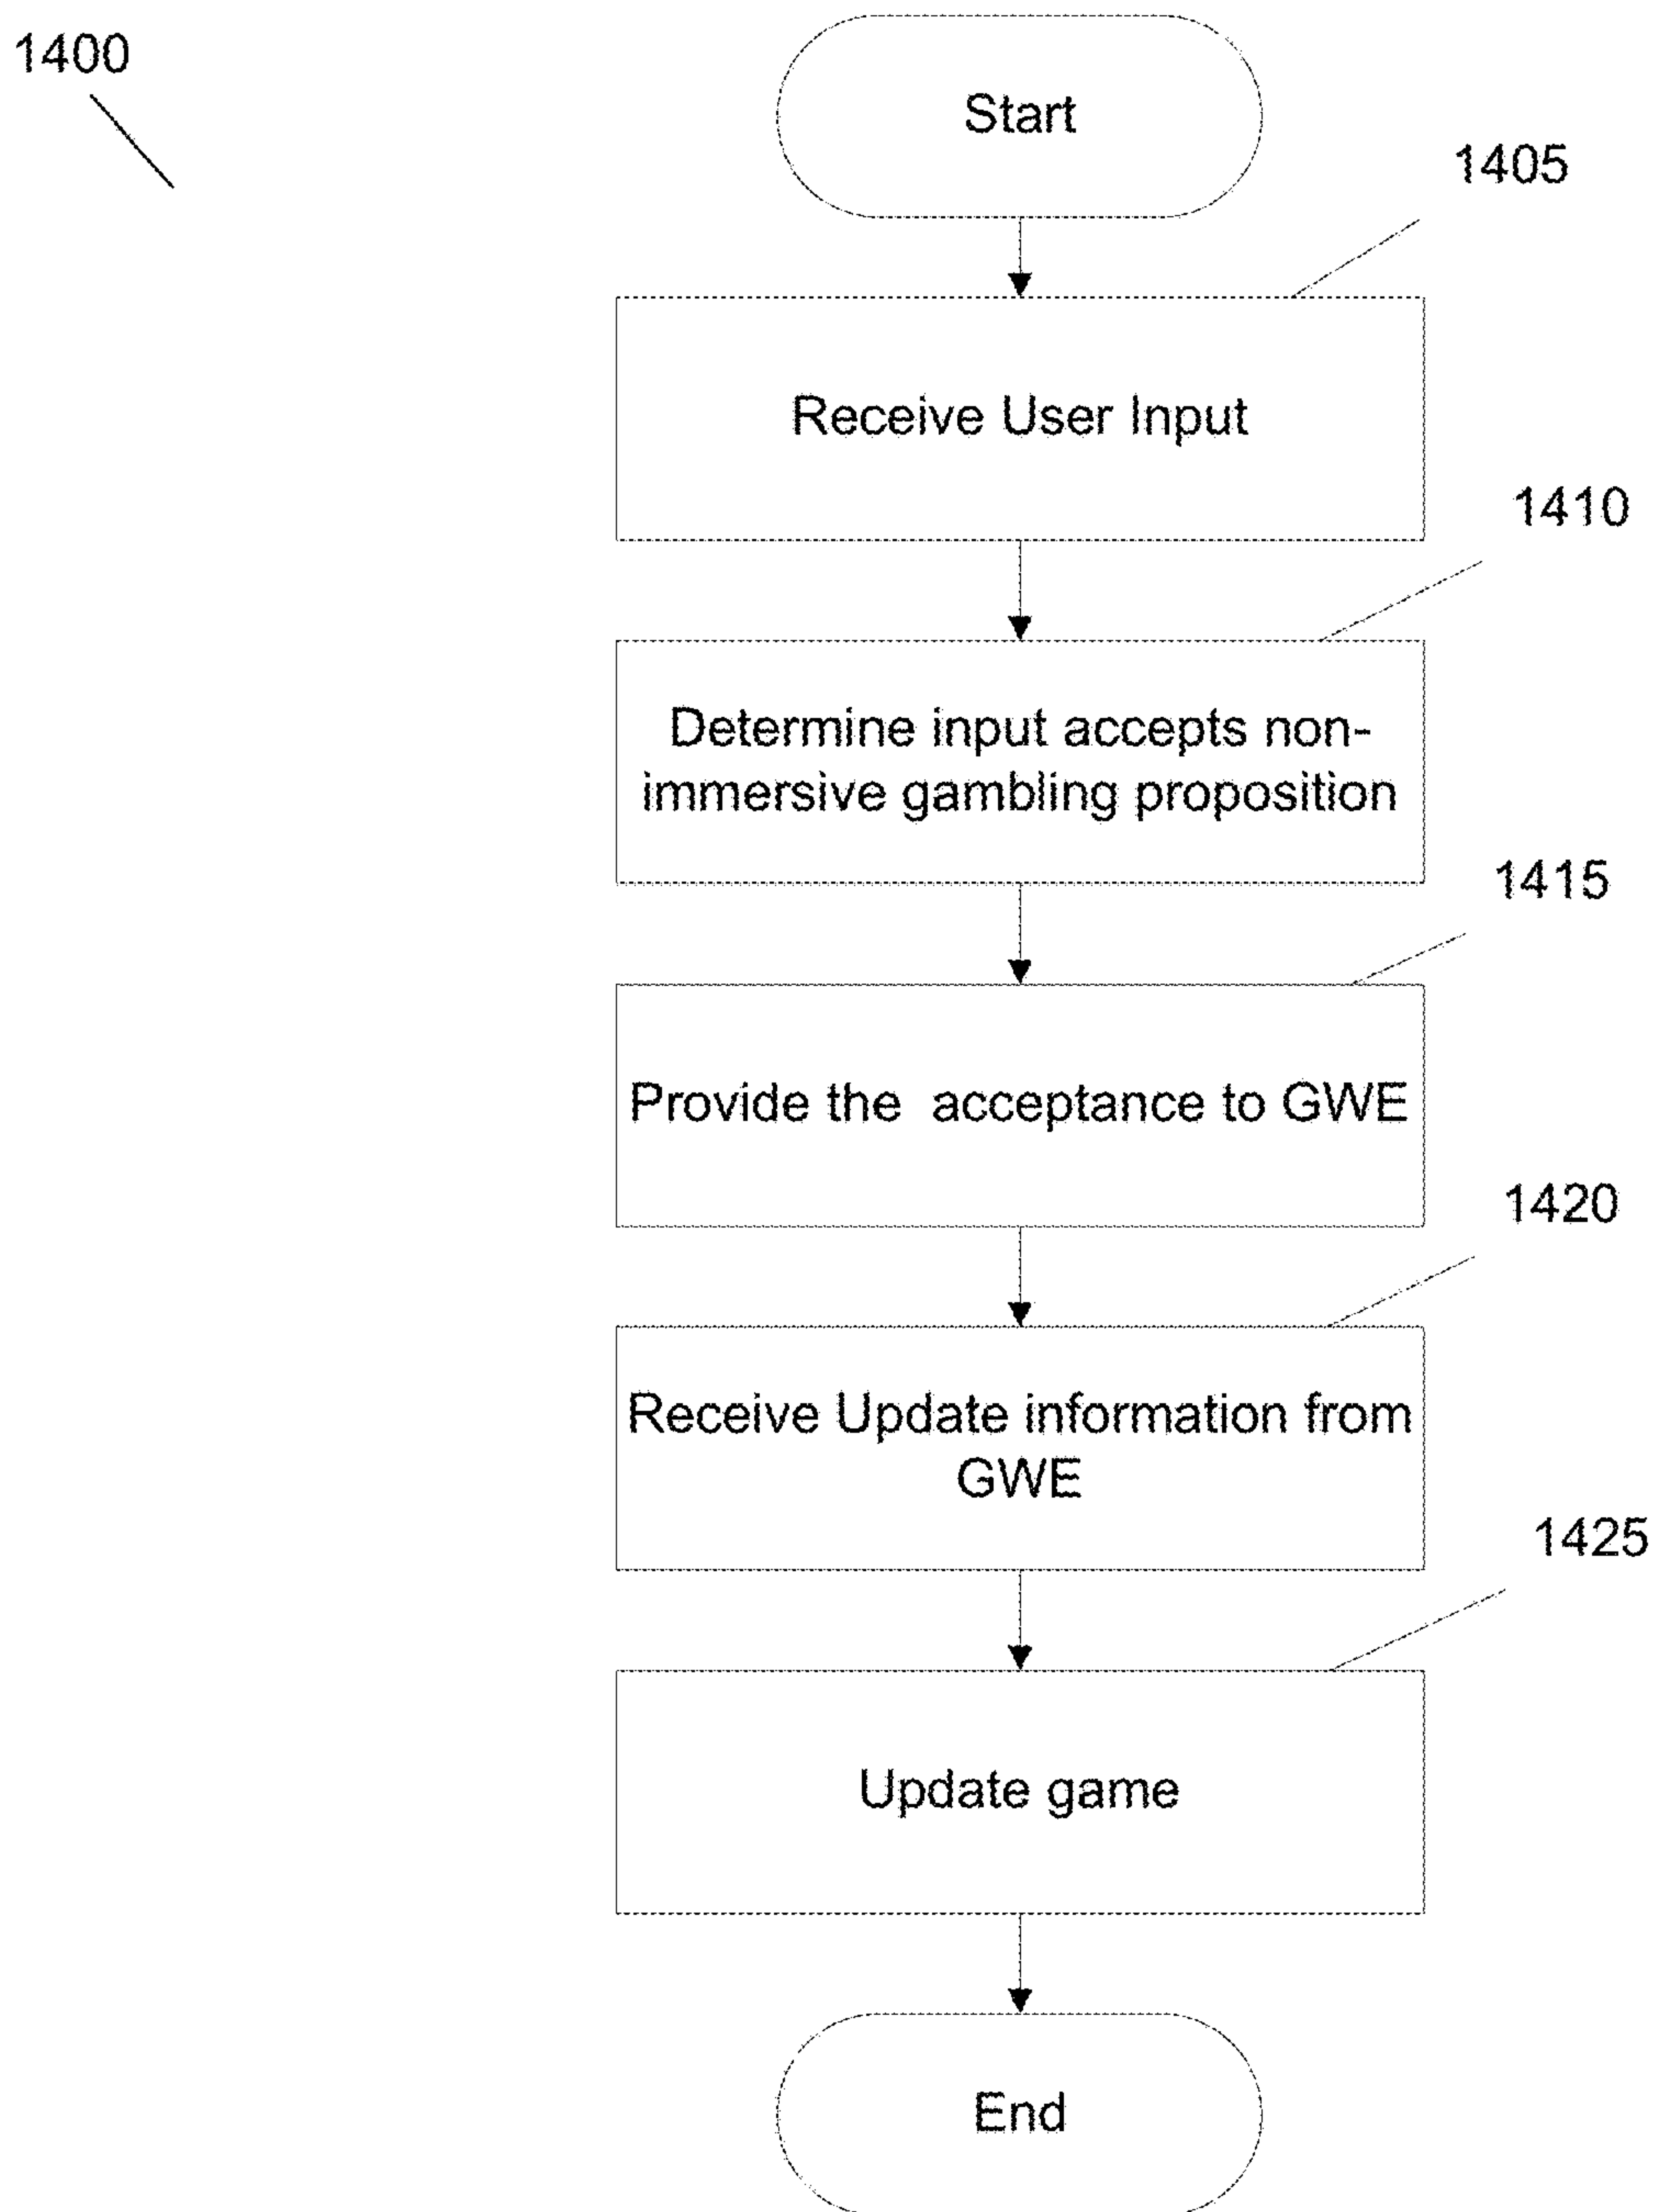 1400
Start
1405
Receive User Input
1410
Determine input accepts non-
immersive gambling proposition
1415
Provide the acceptance to GWE
1420
Receive Update information from
GWE
1425
Update game
End